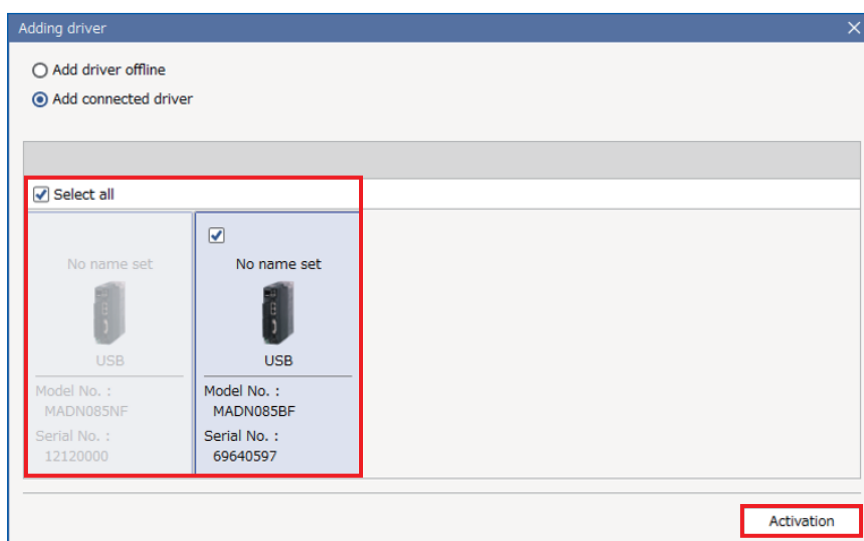 Adding driver
Add driver offline
Add connected driver
Select all
No name set
USB
Model No. :
MADN085NF
Serial No. :
12120000
No name set
USB
Model No. :
MADN085BF
Serial No. :
69640597
Activation